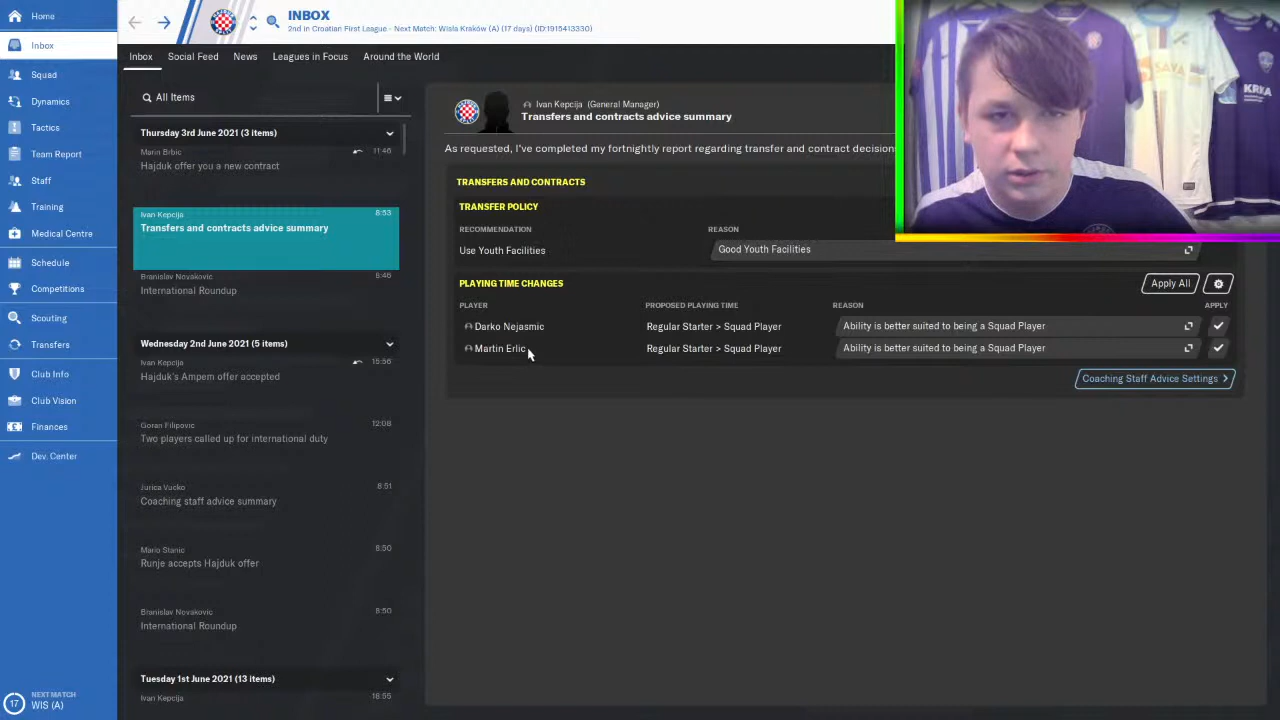 Home
Inbox
Squad
Dynamics
Tactics
Team Report
Staff
Training
Medical Centre
Schedule
Competitions
Scouting
Transfers
Club Info
Club Vision
Finances
Dev. Center
17
NEXT MATCH
WIS (A)
INBOX
2nd in Croatian First League - Next Match: Wisła Kraków (A) (17 days) (ID:1915413330)
Inbox Social Feed News Leagues in Focus Around the World
All Items
Thursday 3rd June 2021 (3 items)
Marin Brbic 11:46
Hajduk offer you a new contract
Ivan Kepcija 8:53
Transfers and contracts advice summary
Branislav Novakovic 8:46
International Roundup
Wednesday 2nd June 2021 (5 items)
Ivan Kepcija 15:56
Hajduk's Ampem offer accepted
Goran Filipovic 12:08
Two players called up for international duty
Jurica Vucko 8:51
Coaching staff advice summary
Mario Stanic 8:50
Runje accepts Hajduk offer
Branislav Novakovic 8:50
International Roundup
Tuesday 1st June 2021 (13 items)
Ivan Kepcija 18:55
Ivan Kepcija (General Manager)
Transfers and contracts advice summary
As requested, I've completed my fortnightly report regarding transfer and contract decision
TRANSFERS AND CONTRACTS
TRANSFER POLICY
RECOMMENDATION REASON
Use Youth Facilities Good Youth Facilities
PLAYING TIME CHANGES Apply All
PLAYER PROPOSED PLAYING TIME REASON APPLY
Darko Nejasmic Regular Starter > Squad Player Ability is better suited to being a Squad Player
Martin Erlic Regular Starter > Squad Player Ability is better suited to being a Squad Player
Coaching Staff Advice Settings >
KRKA